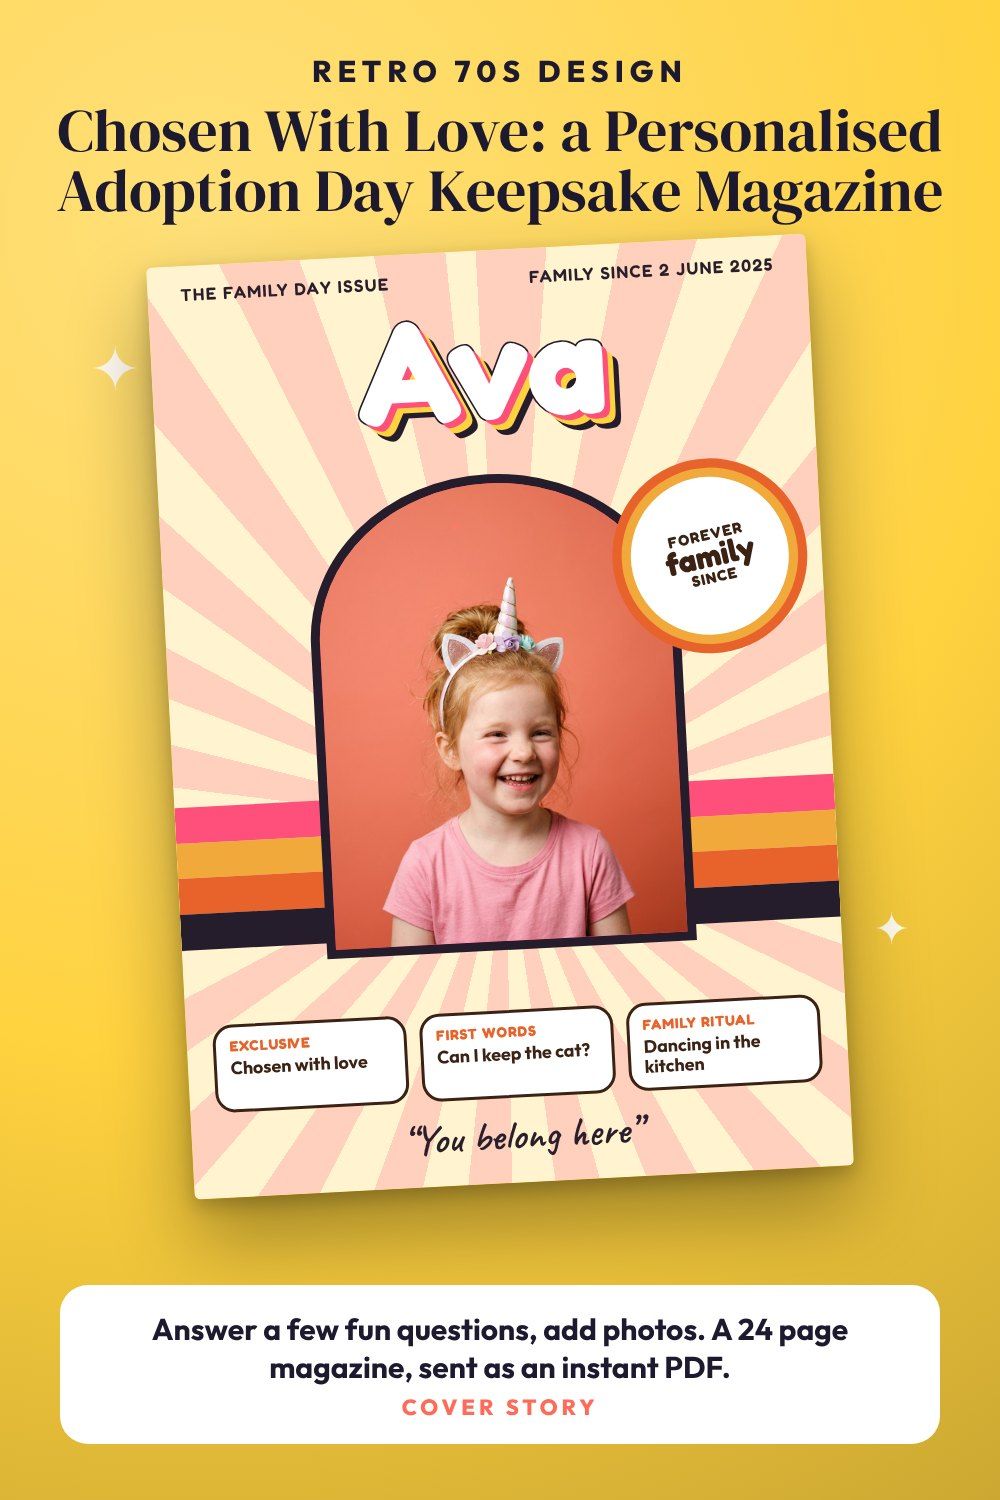 RETRO 70S DESIGN
Chosen With Love: a Personalised
Adoption Day Keepsake Magazine
THE FAMILY DAY ISSUE
FAMILY SINCE 2 JUNE 2025
Ava
FOREVER
family
SINCE
EXCLUSIVE
Chosen with love
FIRST WORDS
Can I keep the cat?
FAMILY RITUAL
Dancing in the
kitchen
“You belong here”
Answer a few fun questions, add photos. A 24 page
magazine, sent as an instant PDF.
COVER STORY